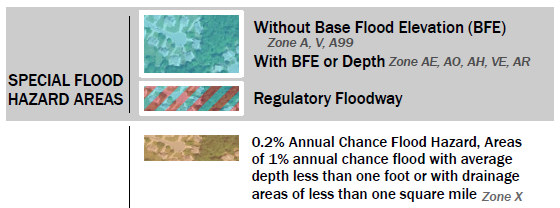 Without Base Flood Elevation (BFE)
Zone A, V, A99
With BFE or Depth Zone AE, AO, AH, VE, AR
SPECIAL FLOOD
HAZARD AREAS
Regulatory Floodway
0.2% Annual Chance Flood Hazard, Areas
of 1% annual chance flood with average
depth less than one foot or with drainage
areas of less than one square mile Zone X